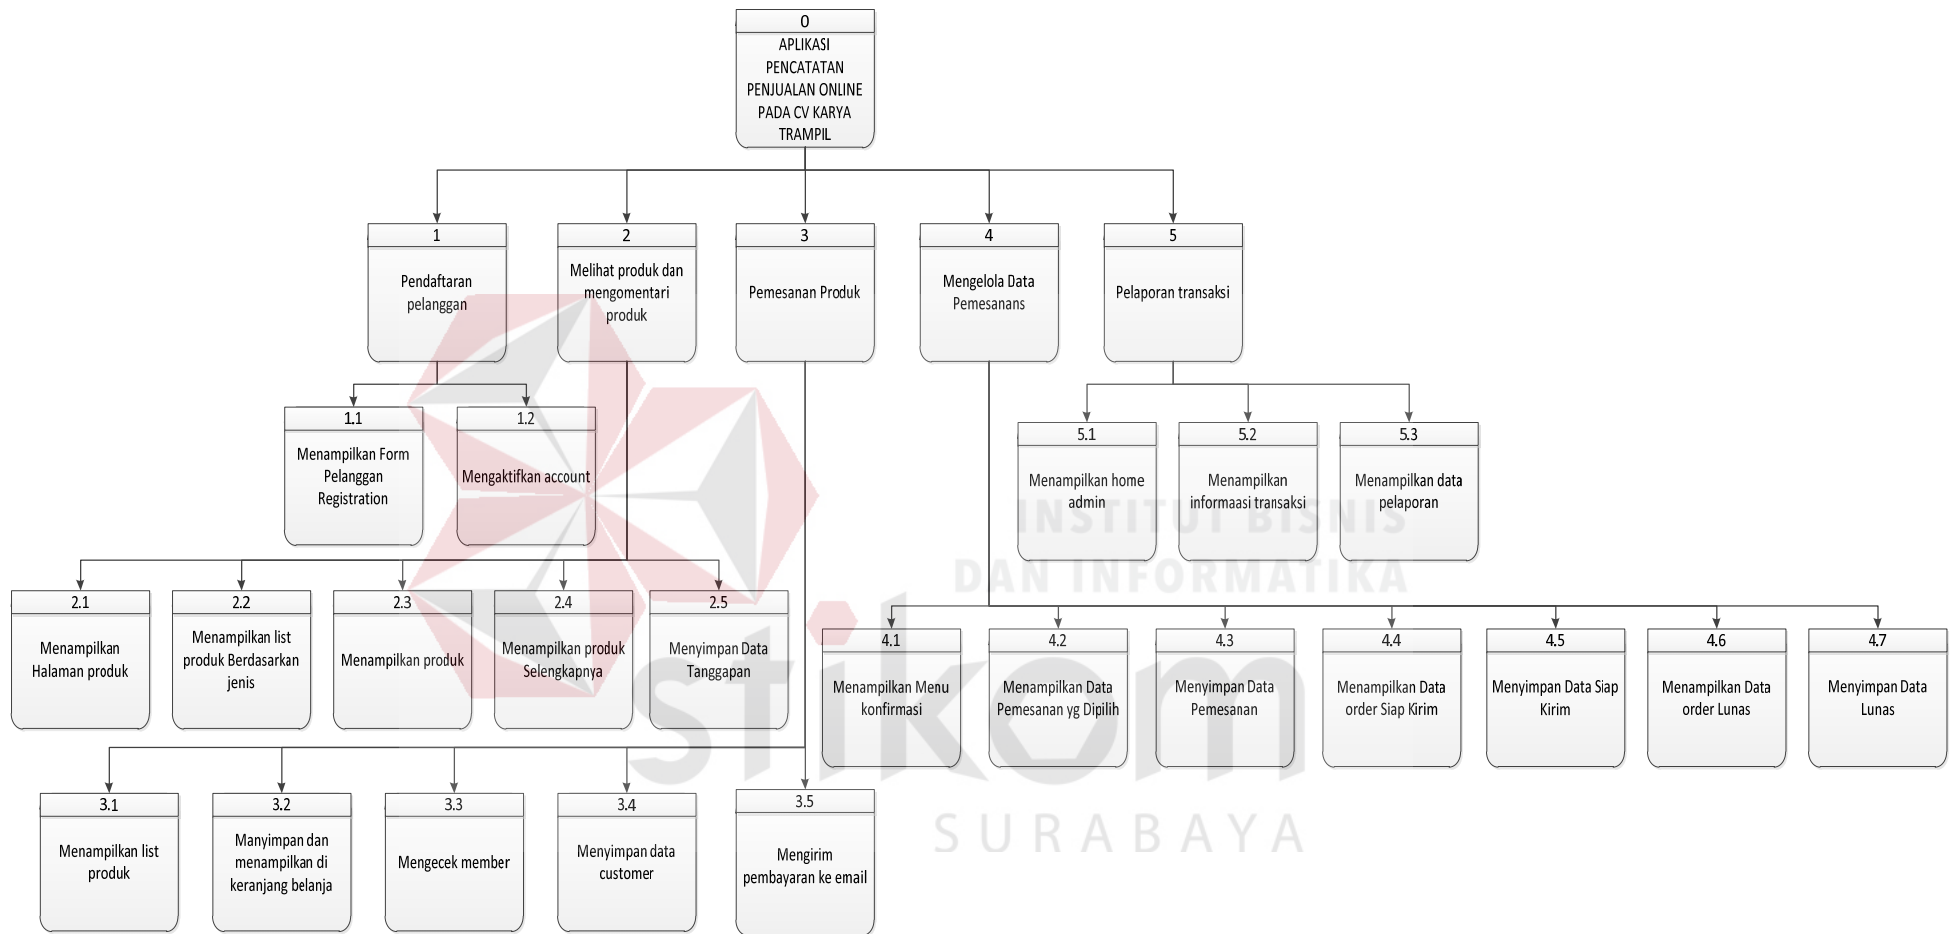 0
APLIKASI
PENCATATAN
PENJUALAN ONLINE
PADA CV KARYA
TRAMPIL
1
Pendaftaran
pelanggan
2
Melihat produk dan
mengomentari
produk
3
Pemesanan Produk
4
Mengelola Data
Pemesanans
5
Pelaporan transaksi
1.1
Menampilkan Form
Pelanggan
Registration
1.2
Mengaktifkan account
5.1
Menampilkan home
admin
5.2
Menampilkan
informaasi transaksi
5.3
Menampilkan data
pelaporan
2.1
Menampilkan
Halaman produk
2.2
Menampilkan list
produk Berdasarkan
jenis
2.3
Menampilkan produk
2.4
Menampilkan produk
Selengkapnya
2.5
Menyimpan Data
Tanggapan
4.1
Menampilkan Menu
konfirmasi
4.2
Menampilkan Data
Pemesanan yg Dipilih
4.3
Menyimpan Data
Pemesanan
4.4
Menampilkan Data
order Siap Kirim
4.5
Menyimpan Data Siap
Kirim
4.6
Menampilkan Data
order Lunas
4.7
Menyimpan Data
Lunas
3.1
Menampilkan list
produk
3.2
Manyimpan dan
menampilkan di
keranjang belanja
3.3
Mengecek member
3.4
Menyimpan data
customer
3.5
Mengirim
pembayaran ke email
INSTITUT BISNIS
DAN INFORMATIKA
stikom
SURABAYA